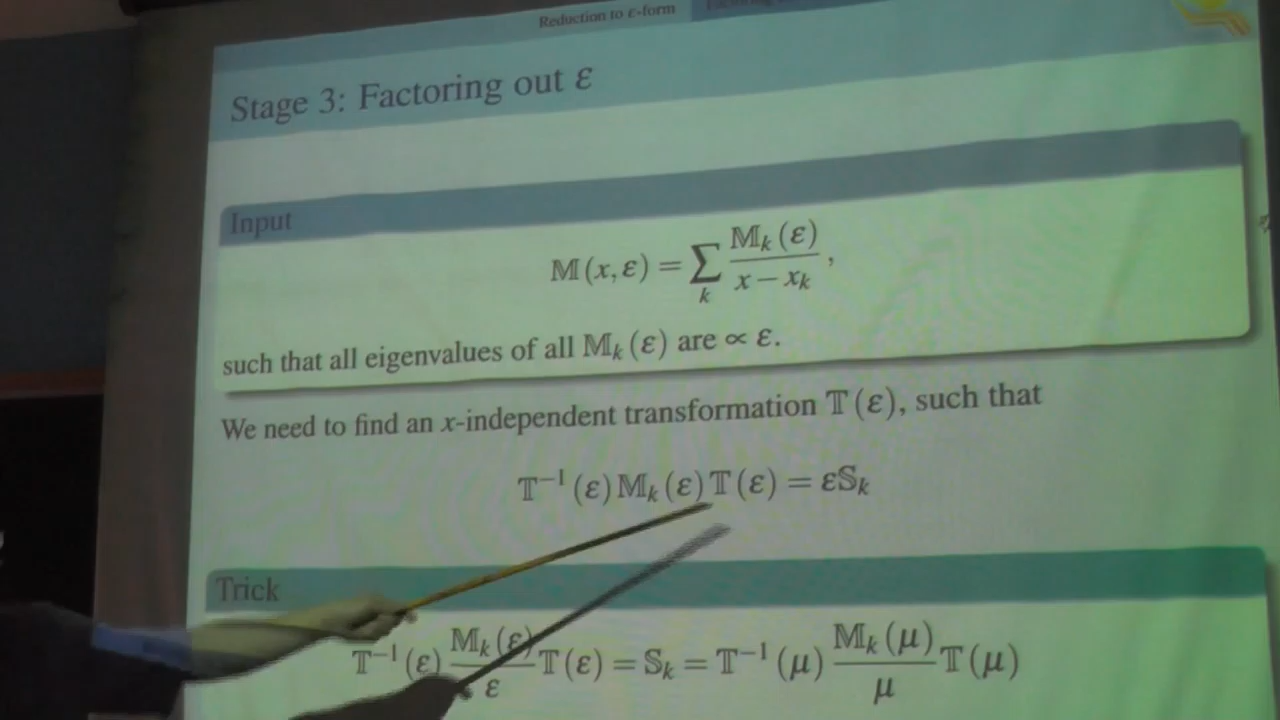 Reduction to ε-form
Stage 3: Factoring out ε
Input
𝕄(x,ε) = ∑_k 𝕄_k(ε) / (x − x_k) ,
such that all eigenvalues of all 𝕄_k(ε) are ∝ ε.
We need to find an x-independent transformation 𝕋(ε), such that
𝕋⁻¹(ε)𝕄_k(ε)𝕋(ε) = ε𝕊_k
Trick
𝕋⁻¹(ε) 𝕄_k(ε)/ε 𝕋(ε) = 𝕊_k = 𝕋⁻¹(μ) 𝕄_k(μ)/μ 𝕋(μ)